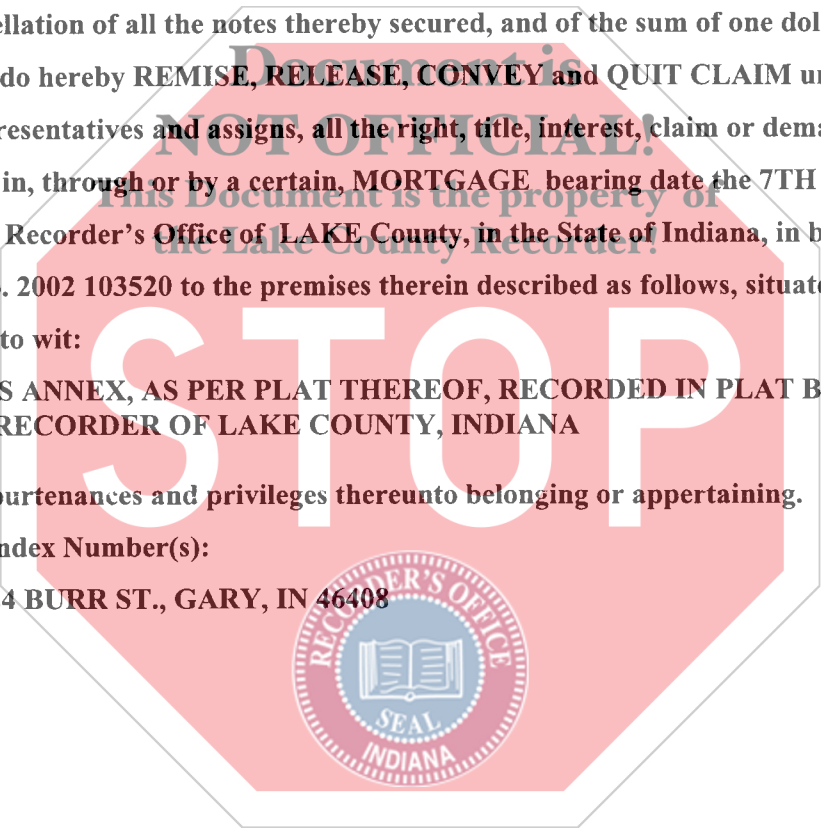 ellation of all the notes thereby secured, and of the sum of one dol
Document is
do hereby REMISE, RELEASE, CONVEY and QUIT CLAIM u
NOT OFFICIAL!
resentatives and assigns, all the right, title, interest, claim or dema
This Document is the property of
in, through or by a certain, MORTGAGE bearing date the 7TH
the Lake County Recorder!
Recorder's Office of LAKE County, in the State of Indiana, in b
. 2002 103520 to the premises therein described as follows, situate
to wit:
STOP
S ANNEX, AS PER PLAT THEREOF, RECORDED IN PLAT B
RECORDER OF LAKE COUNTY, INDIANA
purtenances and privileges thereunto belonging or appertaining.
ndex Number(s):
4 BURR ST., GARY, IN 46408
RECORDER'S OFFICE
SEAL
INDIANA